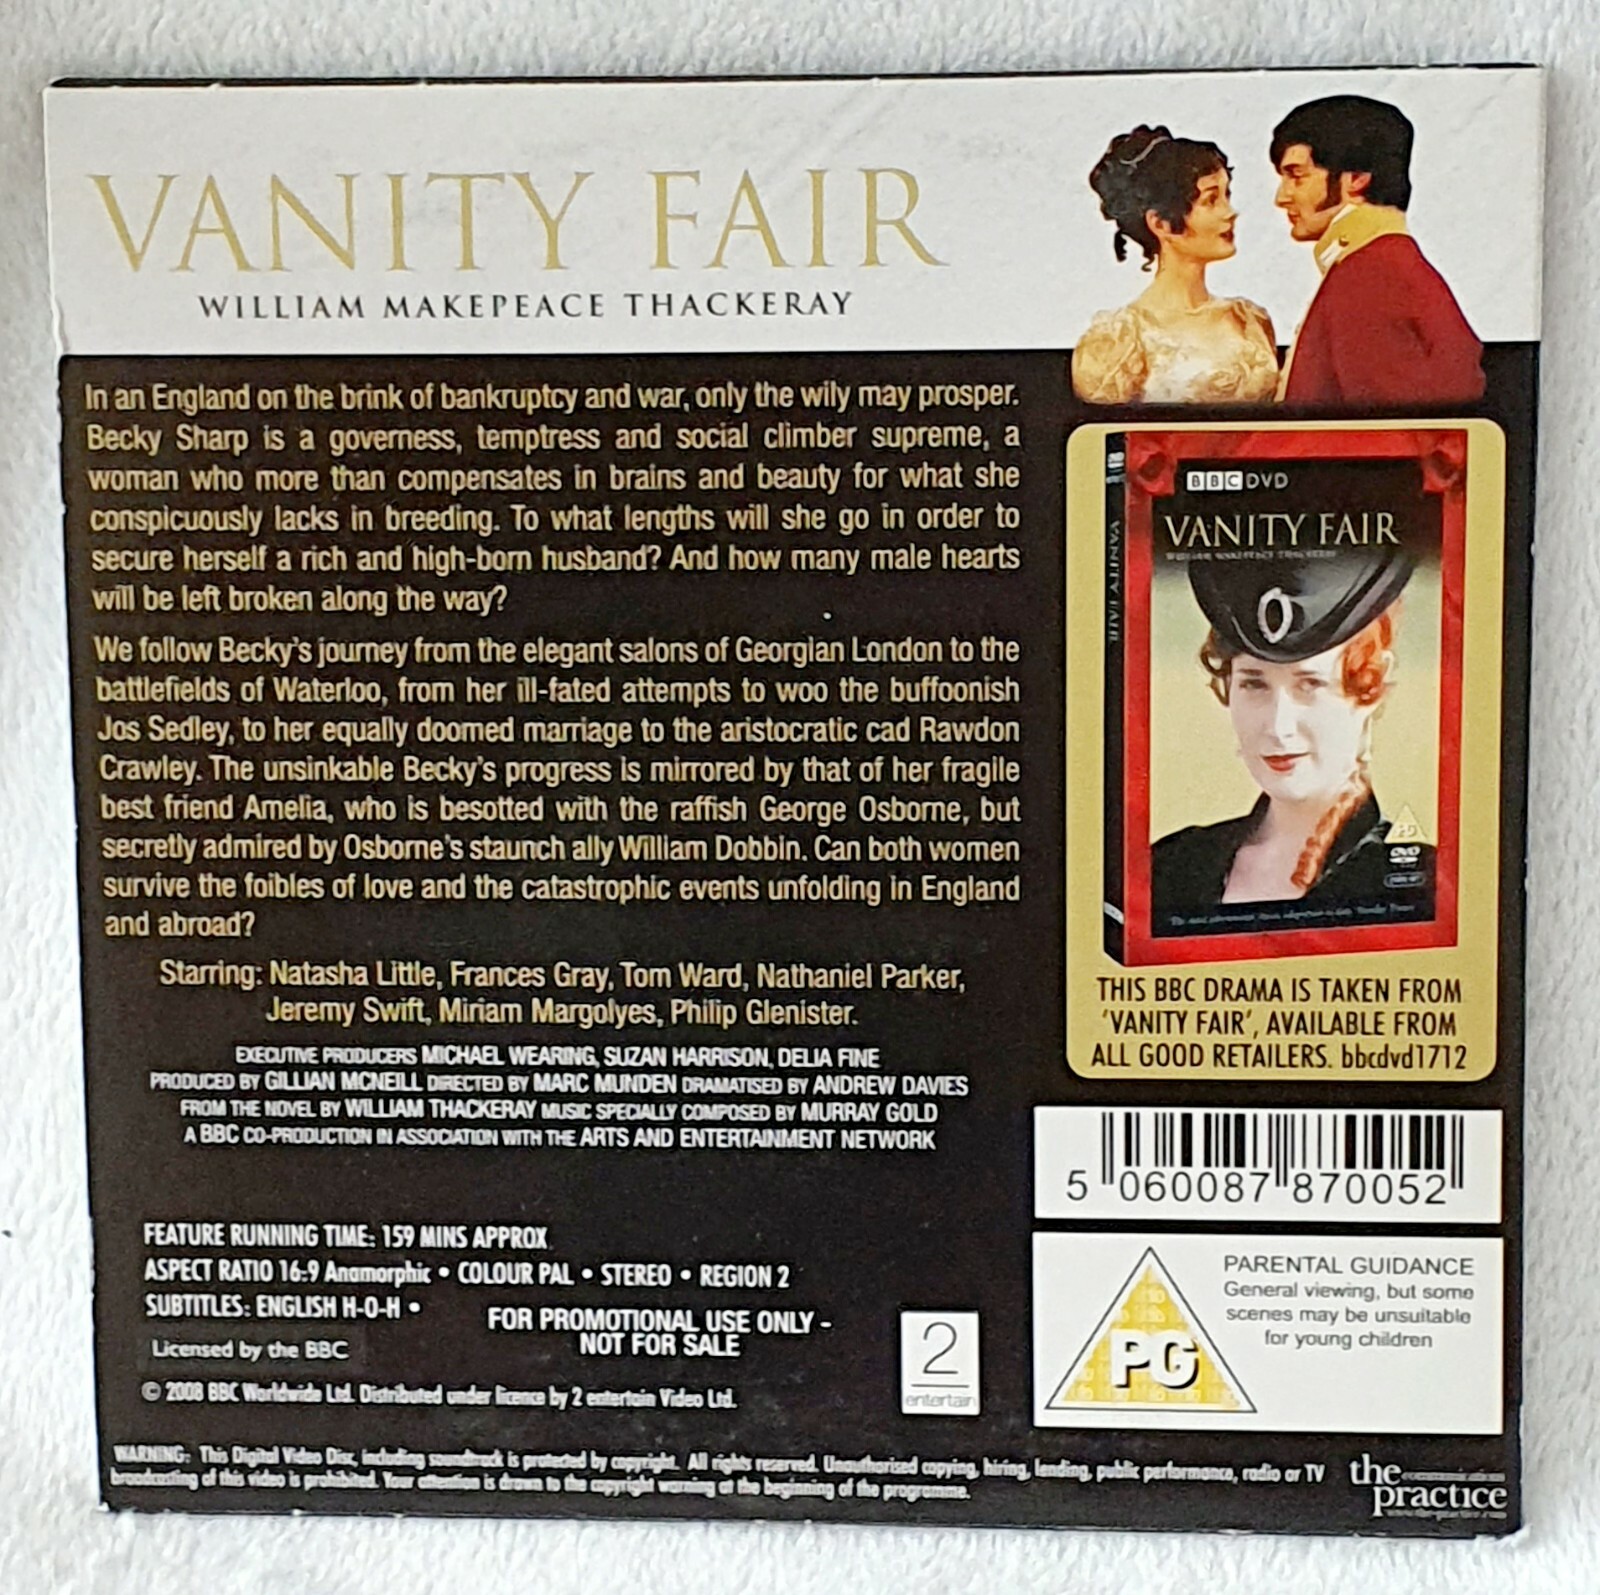 VANITY FAIR
WILLIAM MAKEPEACE THACKERAY
In an England on the brink of bankruptcy and war, only the wily may prosper.
Becky Sharp is a governess, temptress and social climber supreme, a
woman who more than compensates in brains and beauty for what she
conspicuously lacks in breeding. To what lengths will she go in order to
secure herself a rich and high-born husband? And how many male hearts
will be left broken along the way?
We follow Becky's journey from the elegant salons of Georgian London to the
battlefields of Waterloo, from her ill-fated attempts to woo the buffoonish
Jos Sedley, to her equally doomed marriage to the aristocratic cad Rawdon
Crawley. The unsinkable Becky's progress is mirrored by that of her fragile
best friend Amelia, who is besotted with the raffish George Osborne, but
secretly admired by Osborne's staunch ally William Dobbin. Can both women
survive the foibles of love and the catastrophic events unfolding in England
and abroad?
Starring: Natasha Little, Frances Gray, Tom Ward, Nathaniel Parker,
Jeremy Swift, Miriam Margolyes, Philip Glenister.
EXECUTIVE PRODUCERS MICHAEL WEARING, SUZAN HARRISON, DELIA FINE
PRODUCED BY GILLIAN MCNEILL DIRECTED BY MARC MUNDEN DRAMATISED BY ANDREW DAVIES
FROM THE NOVEL BY WILLIAM THACKERAY MUSIC SPECIALLY COMPOSED BY MURRAY GOLD
A BBC CO-PRODUCTION IN ASSOCIATION WITH THE ARTS AND ENTERTAINMENT NETWORK
FEATURE RUNNING TIME: 159 MINS APPROX
ASPECT RATIO 16:9 Anamorphic • COLOUR PAL • STEREO • REGION 2
SUBTITLES: ENGLISH H-O-H •
FOR PROMOTIONAL USE ONLY -
NOT FOR SALE
Licensed by the BBC
© 2008 BBC Worldwide Ltd. Distributed under licence by 2 entertain Video Ltd.
2
entertain
WARNING: This Digital Video Disc, including soundtrack is protected by copyright. All rights reserved. Unauthorised copying, hiring, lending, public performance, radio or TV
broadcasting of this video is prohibited. Your attention is drawn to the copyright warning at the beginning of the programme.
BBC DVD
VANITY FAIR
WILLIAM MAKEPEACE THACKERAY
VANITY FAIR
PG
DVD
THIS BBC DRAMA IS TAKEN FROM
'VANITY FAIR', AVAILABLE FROM
ALL GOOD RETAILERS. bbcdvd1712
5 060087 870052
PG
PARENTAL GUIDANCE
General viewing, but some
scenes may be unsuitable
for young children
the
practice